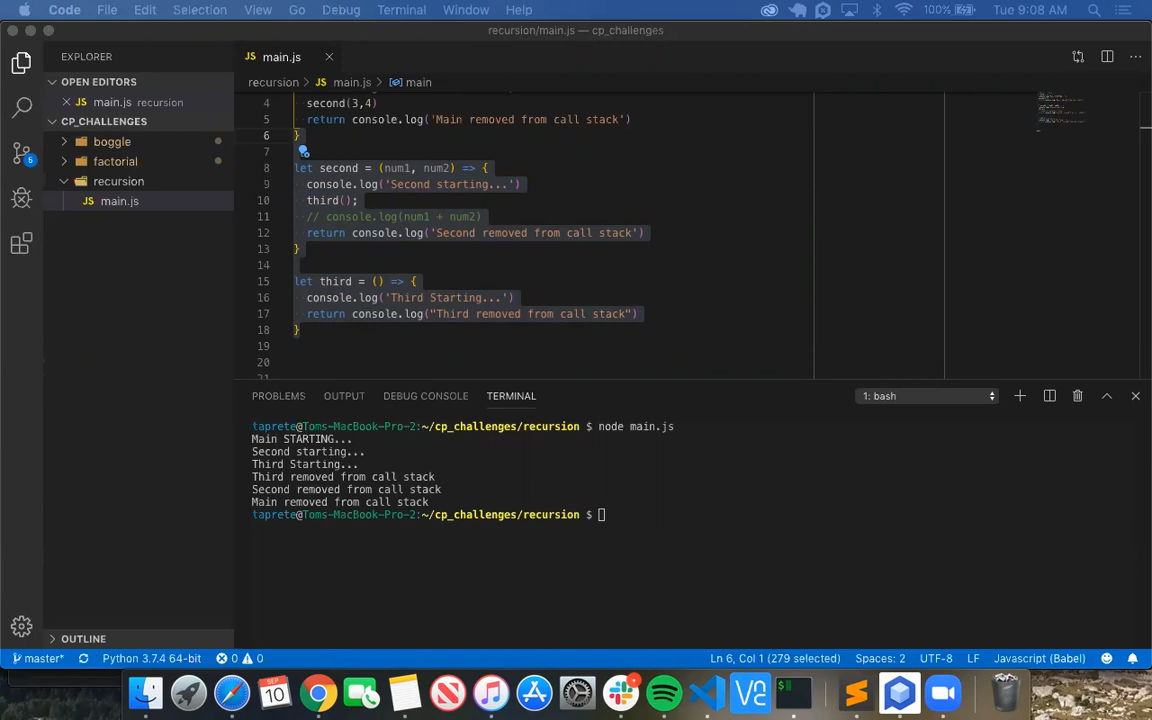 Code File Edit Selection View Go Debug Terminal Window Help 100% Tue 9:08 AM
recursion/main.js — cp_challenges
EXPLORER
main.js
OPEN EDITORS
main.js recursion
recursion > main.js > main
CP_CHALLENGES
boggle
factorial
recursion
main.js
5
4 second(3,4)
5 return console.log('Main removed from call stack')
6 }
7
8 let second = (num1, num2) => {
9 console.log('Second starting...')
10 third();
11 // console.log(num1 + num2)
12 return console.log('Second removed from call stack')
13 }
14
15 let third = () => {
16 console.log('Third Starting...')
17 return console.log("Third removed from call stack")
18 }
19
20
21
PROBLEMS OUTPUT DEBUG CONSOLE TERMINAL 1: bash
taprete@Toms-MacBook-Pro-2:~/cp_challenges/recursion $ node main.js
Main STARTING...
Second starting...
Third Starting...
Third removed from call stack
Second removed from call stack
Main removed from call stack
taprete@Toms-MacBook-Pro-2:~/cp_challenges/recursion $
OUTLINE
master* Python 3.7.4 64-bit 0 0 Ln 6, Col 1 (279 selected) Spaces: 2 UTF-8 LF Javascript (Babel)
SEP
10